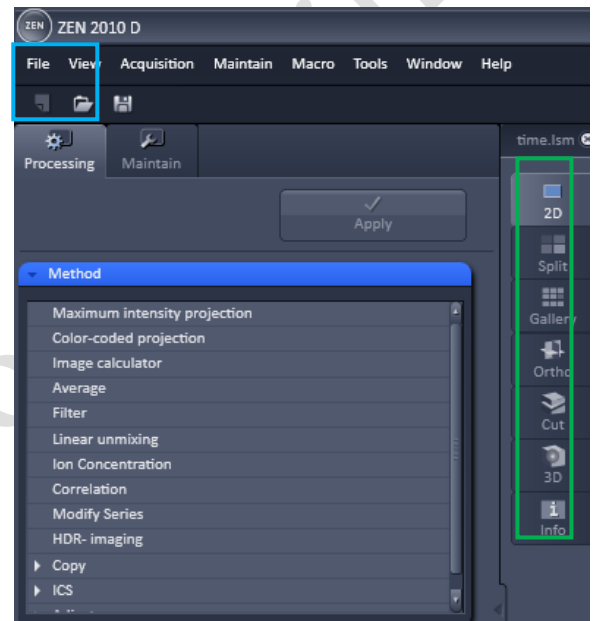 ZEN ZEN 2010 D
File View Acquisition Maintain Macro Tools Window Help
Processing Maintain
time.lsm
Apply
Method
Maximum intensity projection
Color-coded projection
Image calculator
Average
Filter
Linear unmixing
Ion Concentration
Correlation
Modify Series
HDR- imaging
Copy
ICS
2D
Split
Gallery
Ortho
Cut
3D
Info